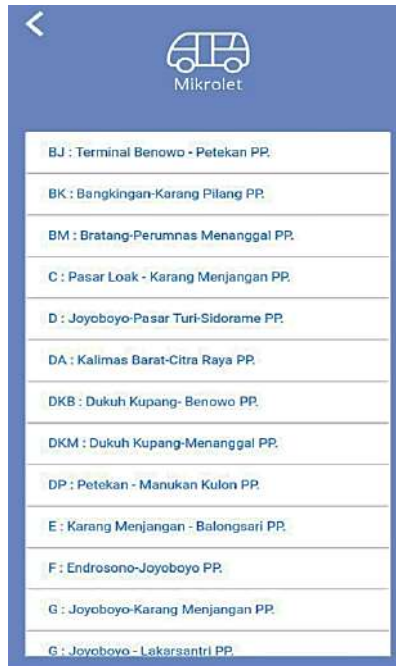 Mikrolet
BJ : Terminal Benowo - Petekan PP.
BK : Bangkingan-Karang Pilang PP.
BM : Bratang-Perumnas Menanggal PP.
C : Pasar Loak - Karang Menjangan PP.
D : Joyoboyo-Pasar Turi-Sidorame PP.
DA : Kalimas Barat-Citra Raya PP.
DKB : Dukuh Kupang- Benowo PP.
DKM : Dukuh Kupang-Menanggal PP.
DP : Petekan - Manukan Kulon PP.
E : Karang Menjangan - Balongsari PP.
F : Endrosono-Joyoboyo PP.
G : Joyoboyo-Karang Menjangan PP.
G : Joyoboyo - Lakarsantri PP.